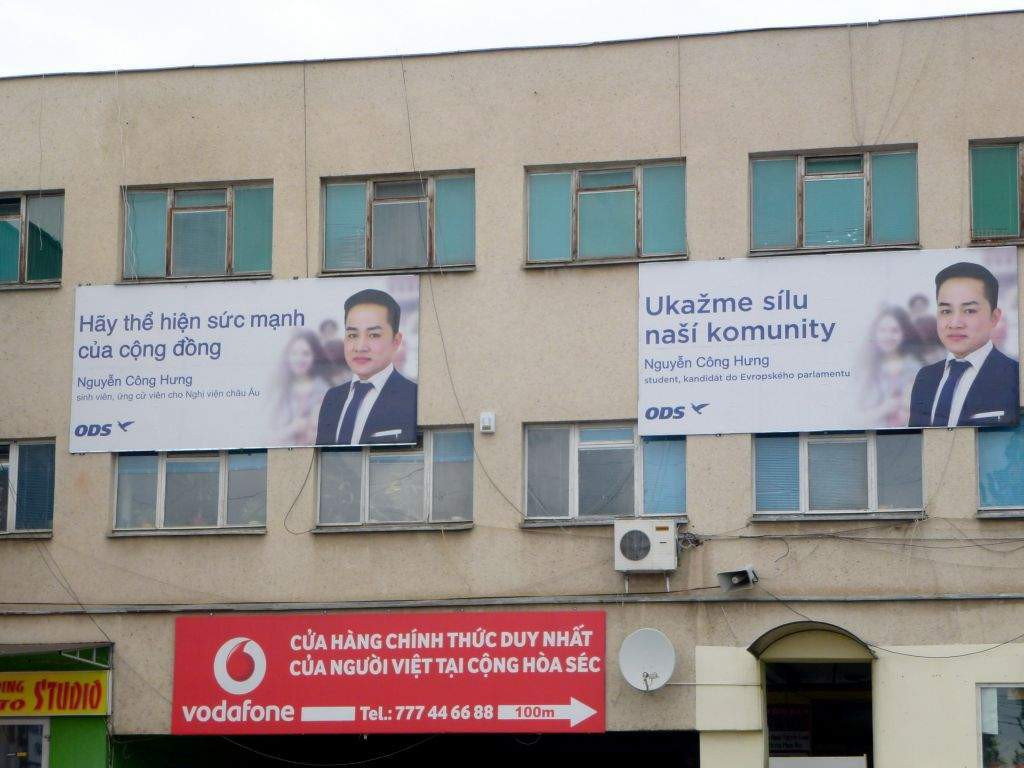 Hãy thể hiện sức mạnh
của cộng đồng
Nguyễn Công Hưng
sinh viên, ứng cử viên cho Nghị viện châu Âu
ODS
Ukažme sílu
naší komunity
Nguyễn Công Hưng
student, kandidát do Evropského parlamentu
ODS
CỬA HÀNG CHÍNH THỨC DUY NHẤT
CỦA NGƯỜI VIỆT TẠI CỘNG HÒA SÉC
vodafone
Tel.: 777 44 66 88
100m
STUDIO